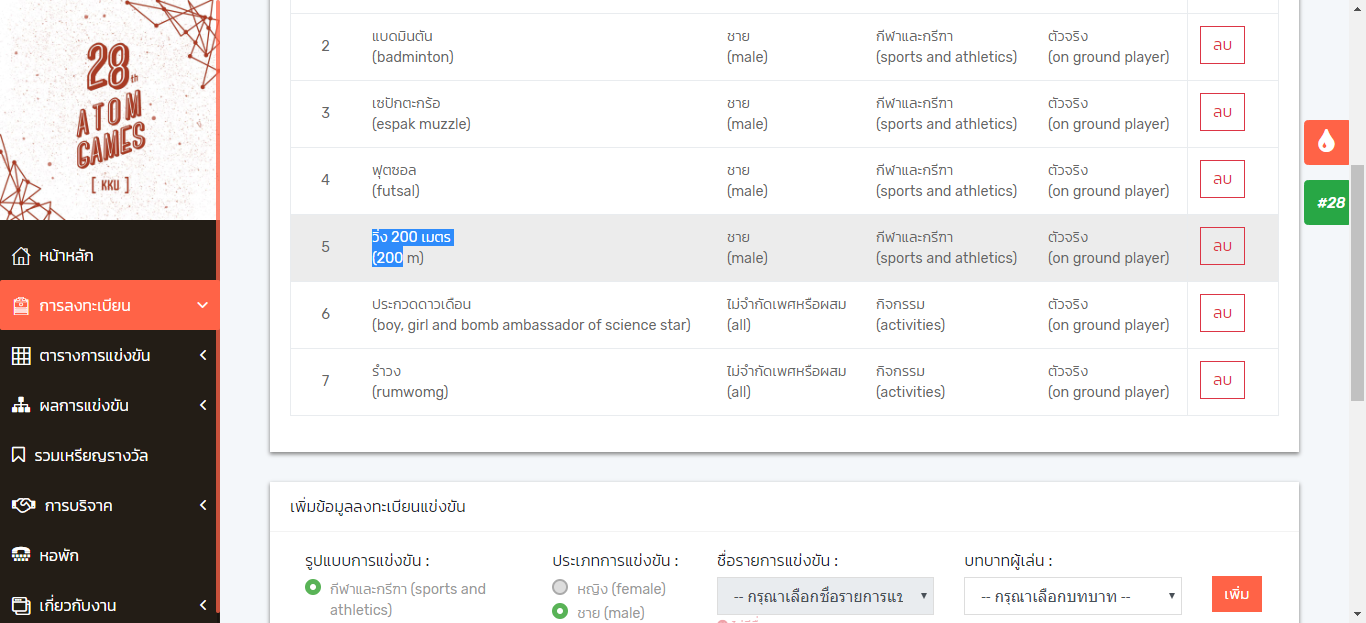 28th
ATOM
GAMES
[ KKU ]
หน้าหลัก
การลงทะเบียน
ตารางการแข่งขัน
ผลการแข่งขัน
รวมเหรียญรางวัล
การบริจาค
หอพัก
เกี่ยวกับงาน
2 แบดมินตัน ชาย กีฬาและกรีฑา ตัวจริง ลบ
(badminton) (male) (sports and athletics) (on ground player)
3 เซปักตะกร้อ ชาย กีฬาและกรีฑา ตัวจริง ลบ
(espak muzzle) (male) (sports and athletics) (on ground player)
4 ฟุตซอล ชาย กีฬาและกรีฑา ตัวจริง ลบ
(futsal) (male) (sports and athletics) (on ground player)
5 วิ่ง 200 เมตร ชาย กีฬาและกรีฑา ตัวจริง ลบ
(200 m) (male) (sports and athletics) (on ground player)
6 ประกวดดาวเดือน ไม่จำกัดเพศหรือผสม กิจกรรม ตัวจริง ลบ
(boy, girl and bomb ambassador of science star) (all) (activities) (on ground player)
7 รำวง ไม่จำกัดเพศหรือผสม กิจกรรม ตัวจริง ลบ
(rumwomg) (all) (activities) (on ground player)
#28
เพิ่มข้อมูลลงทะเบียนแข่งขัน
รูปแบบการแข่งขัน : ประเภทการแข่งขัน : ชื่อรายการแข่งขัน : บทบาทผู้เล่น :
กีฬาและกรีฑา (sports and athletics)
หญิง (female)
ชาย (male)
-- กรุณาเลือกชื่อรายการแข
-- กรุณาเลือกบทบาท --
เพิ่ม